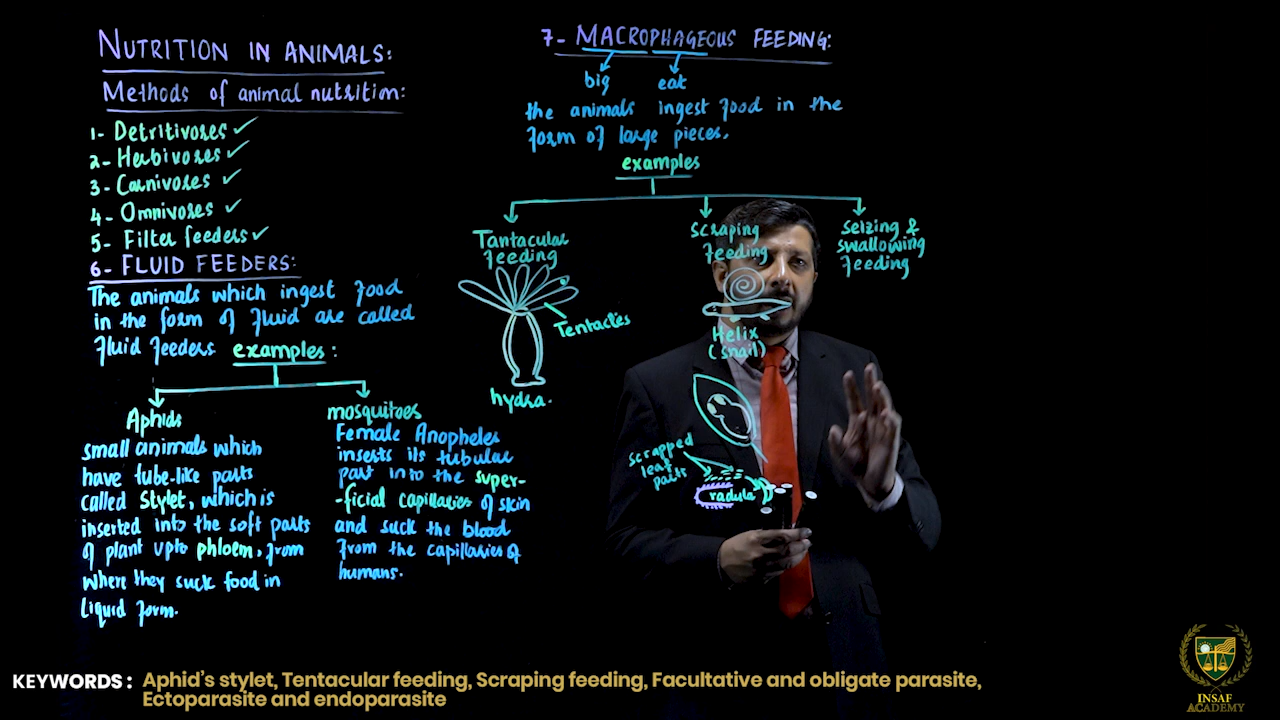 NUTRITION IN ANIMALS:
Methods of animal nutrition:
1- Detritivores ✓
2- Herbivores ✓
3- Carnivores ✓
4- Omnivores ✓
5- Filter feeders ✓
6- FLUID FEEDERS:
The animals which ingest food
in the form of fluid are called
fluid feeders
examples:
Aphids
small animals which
have tube-like parts
called Stylet, which is
inserted into the soft parts
of plant upto phloem, from
where they suck food in
liquid form.
mosquitoes
Female Anopheles
inserts its tubular
part into the super-
-ficial capillaries of skin
and suck the blood
from the capillaries of
humans.
7- MACROPHAGEOUS FEEDING:
big eat
the animals ingest food in the
form of large pieces.
examples
Tantacular
feeding
Tentacles
hydra.
Scraping
feeding
Helix
(snail)
scrapped
leaf
parts
radula
Seizing &
swallowing
feeding
KEYWORDS : Aphid's stylet, Tentacular feeding, Scraping feeding, Facultative and obligate parasite,
Ectoparasite and endoparasite
INSAF
ACADEMY